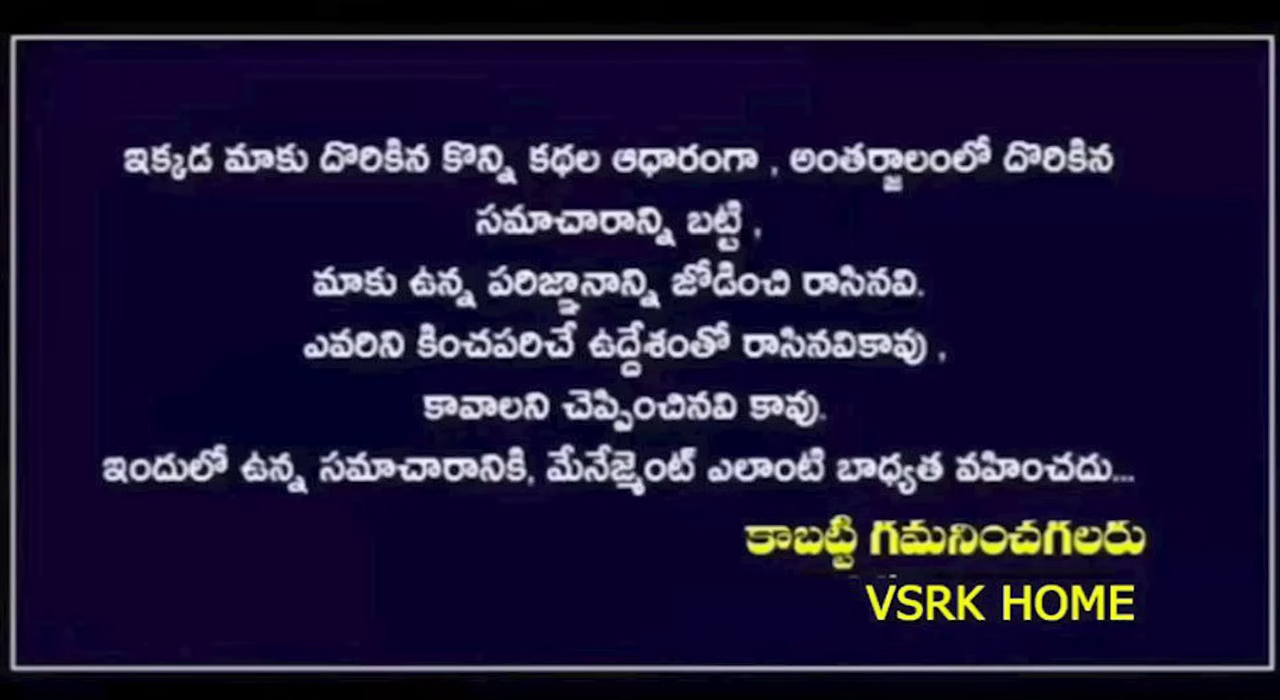 ఇక్కడ మాకు దొరికిన కొన్ని కథల ఆధారంగా , అంతర్జాలంలో దొరికిన
సమాచారాన్ని బట్టి ,
మాకు ఉన్న పరిజ్ఞానాన్ని జోడించి రాసినవి.
ఎవరిని కించపరిచే ఉద్దేశంతో రాసినవికావు ,
కావాలని చెప్పించినవి కావు.
ఇందులో ఉన్న సమాచారానికి, మేనేజ్మెంట్ ఎలాంటి బాధ్యత వహించదు...
కాబట్టి గమనించగలరు
VSRK HOME